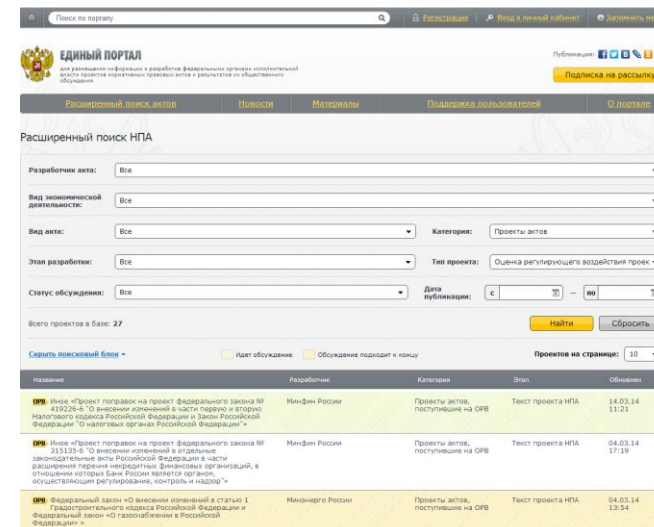 Поиск по порталу
Регистрация
Вход в личный кабинет
Запомнить
ЕДИНЫЙ ПОРТАЛ
для размещения информации о разработке федеральными органами исполнительной
власти проектов нормативных правовых актов и результатов их общественного
обсуждения
Публикации:
Подписка на рассылку
Расширенный поиск актов Новости Материалы Поддержка пользователей О портале
Расширенный поиск НПА
Разработчик акта: Все
Вид экономической
деятельности: Все
Вид акта: Все Категория: Проекты актов
Этап разработки: Все Тип проекта: Оценка регулирующего воздействия проек
Статус обсуждения: Все Дата
публикации: с – по
Всего проектов в базе: 27 Найти Сбросить
Скрыть поисковый блок Идет обсуждение Обсуждение подходит к концу Проектов на странице: 10
Название Разработчик Категория Этап Обновлен
ОРВ Иное «Проект поправок на проект федерального закона №
419226-6 "О внесении изменений в части первую и вторую
Налогового кодекса Российской Федерации и Закон Российской
Федерации "О налоговых органах Российской Федерации"»
Минфин России
Проекты актов,
поступившие на ОРВ
Текст проекта НПА
14.03.14
11:21
ОРВ Иное «Проект поправок на проект федерального закона №
315135-6 "О внесении изменений в отдельные
законодательные акты Российской Федерации в части
расширения перечня некредитных финансовых организаций, в
отношении которых Банк России является органом,
осуществляющим регулирование, контроль и надзор"»
Минфин России
Проекты актов,
поступившие на ОРВ
Текст проекта НПА
04.03.14
17:19
ОРВ Федеральный закон «О внесении изменений в статью 1
Градостроительного кодекса Российской Федерации и
Федеральный закон «О газоснабжении в Российской
Федерации» »
Минэнерго России
Проекты актов,
поступившие на ОРВ
Текст проекта НПА
04.03.14
13:54